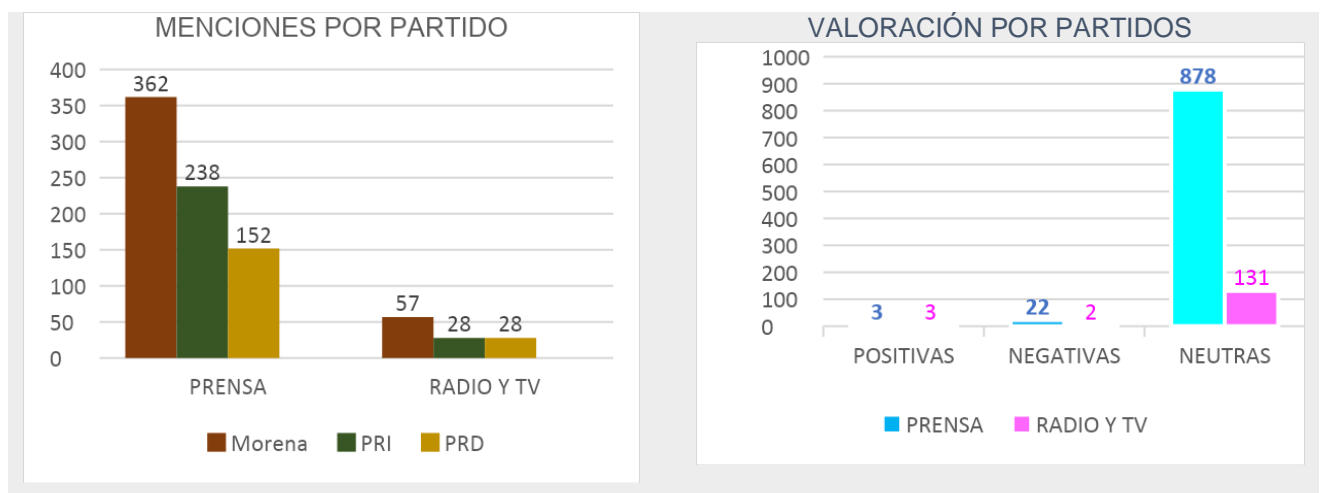 MENCIONES POR PARTIDO
400
350
300
250
200
150
100
50
0
362
238
152
57
28
28
PRENSA
RADIO Y TV
Morena
PRI
PRD
VALORACIÓN POR PARTIDOS
1000
900
800
700
600
500
400
300
200
100
0
3
3
22
2
878
131
POSITIVAS
NEGATIVAS
NEUTRAS
PRENSA
RADIO Y TV